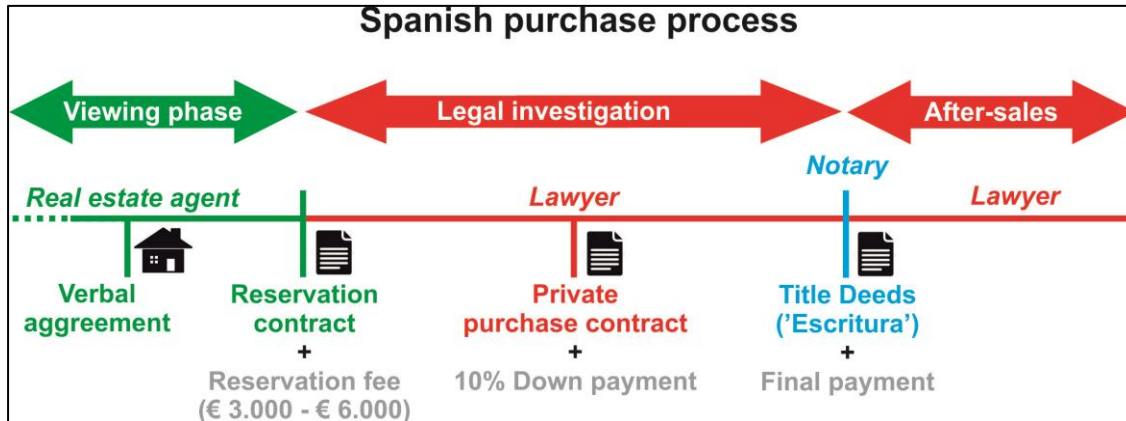 Spanish purchase process
Viewing phase
Legal investigation
After-sales
Real estate agent
Lawyer
Notary
Lawyer
Verbal
aggreement
Reservation
contract
+
Reservation fee
(€ 3.000 - € 6.000)
Private
purchase contract
+
10% Down payment
Title Deeds
('Escritura')
+
Final payment